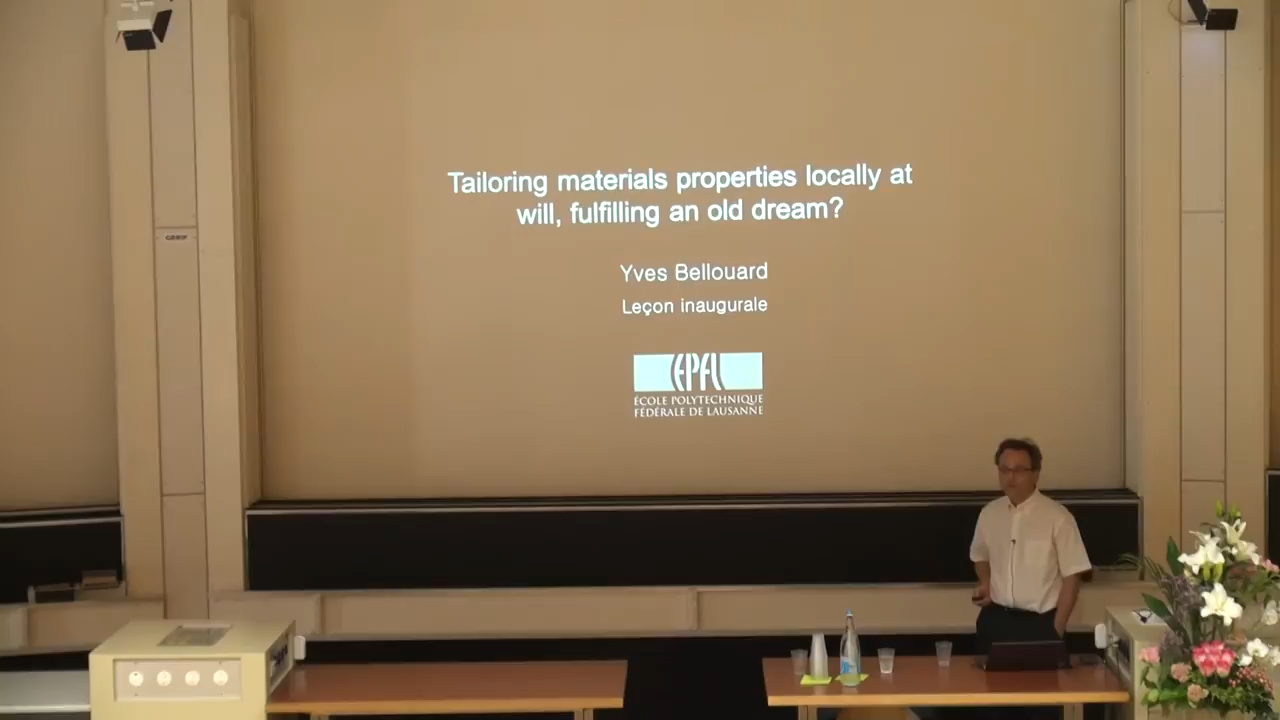 Tailoring materials properties locally at
will, fulfilling an old dream?
Yves Bellouard
Leçon inaugurale
EPFL
ÉCOLE POLYTECHNIQUE
FÉDÉRALE DE LAUSANNE